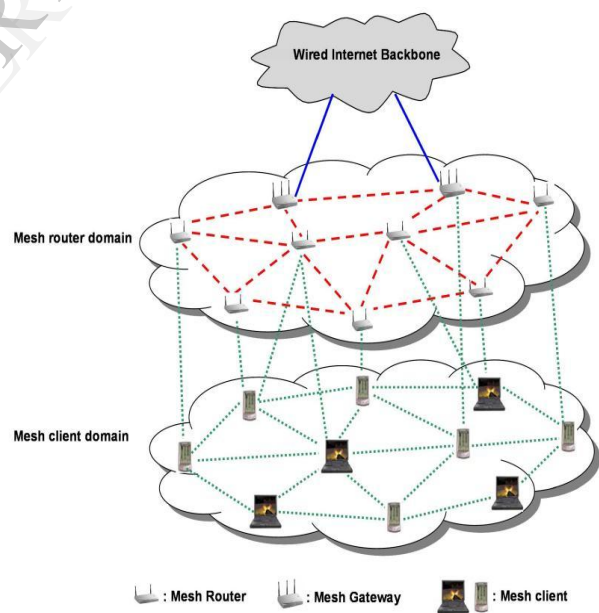 Wired Internet Backbone
Mesh router domain
Mesh client domain
: Mesh Router : Mesh Gateway : Mesh client